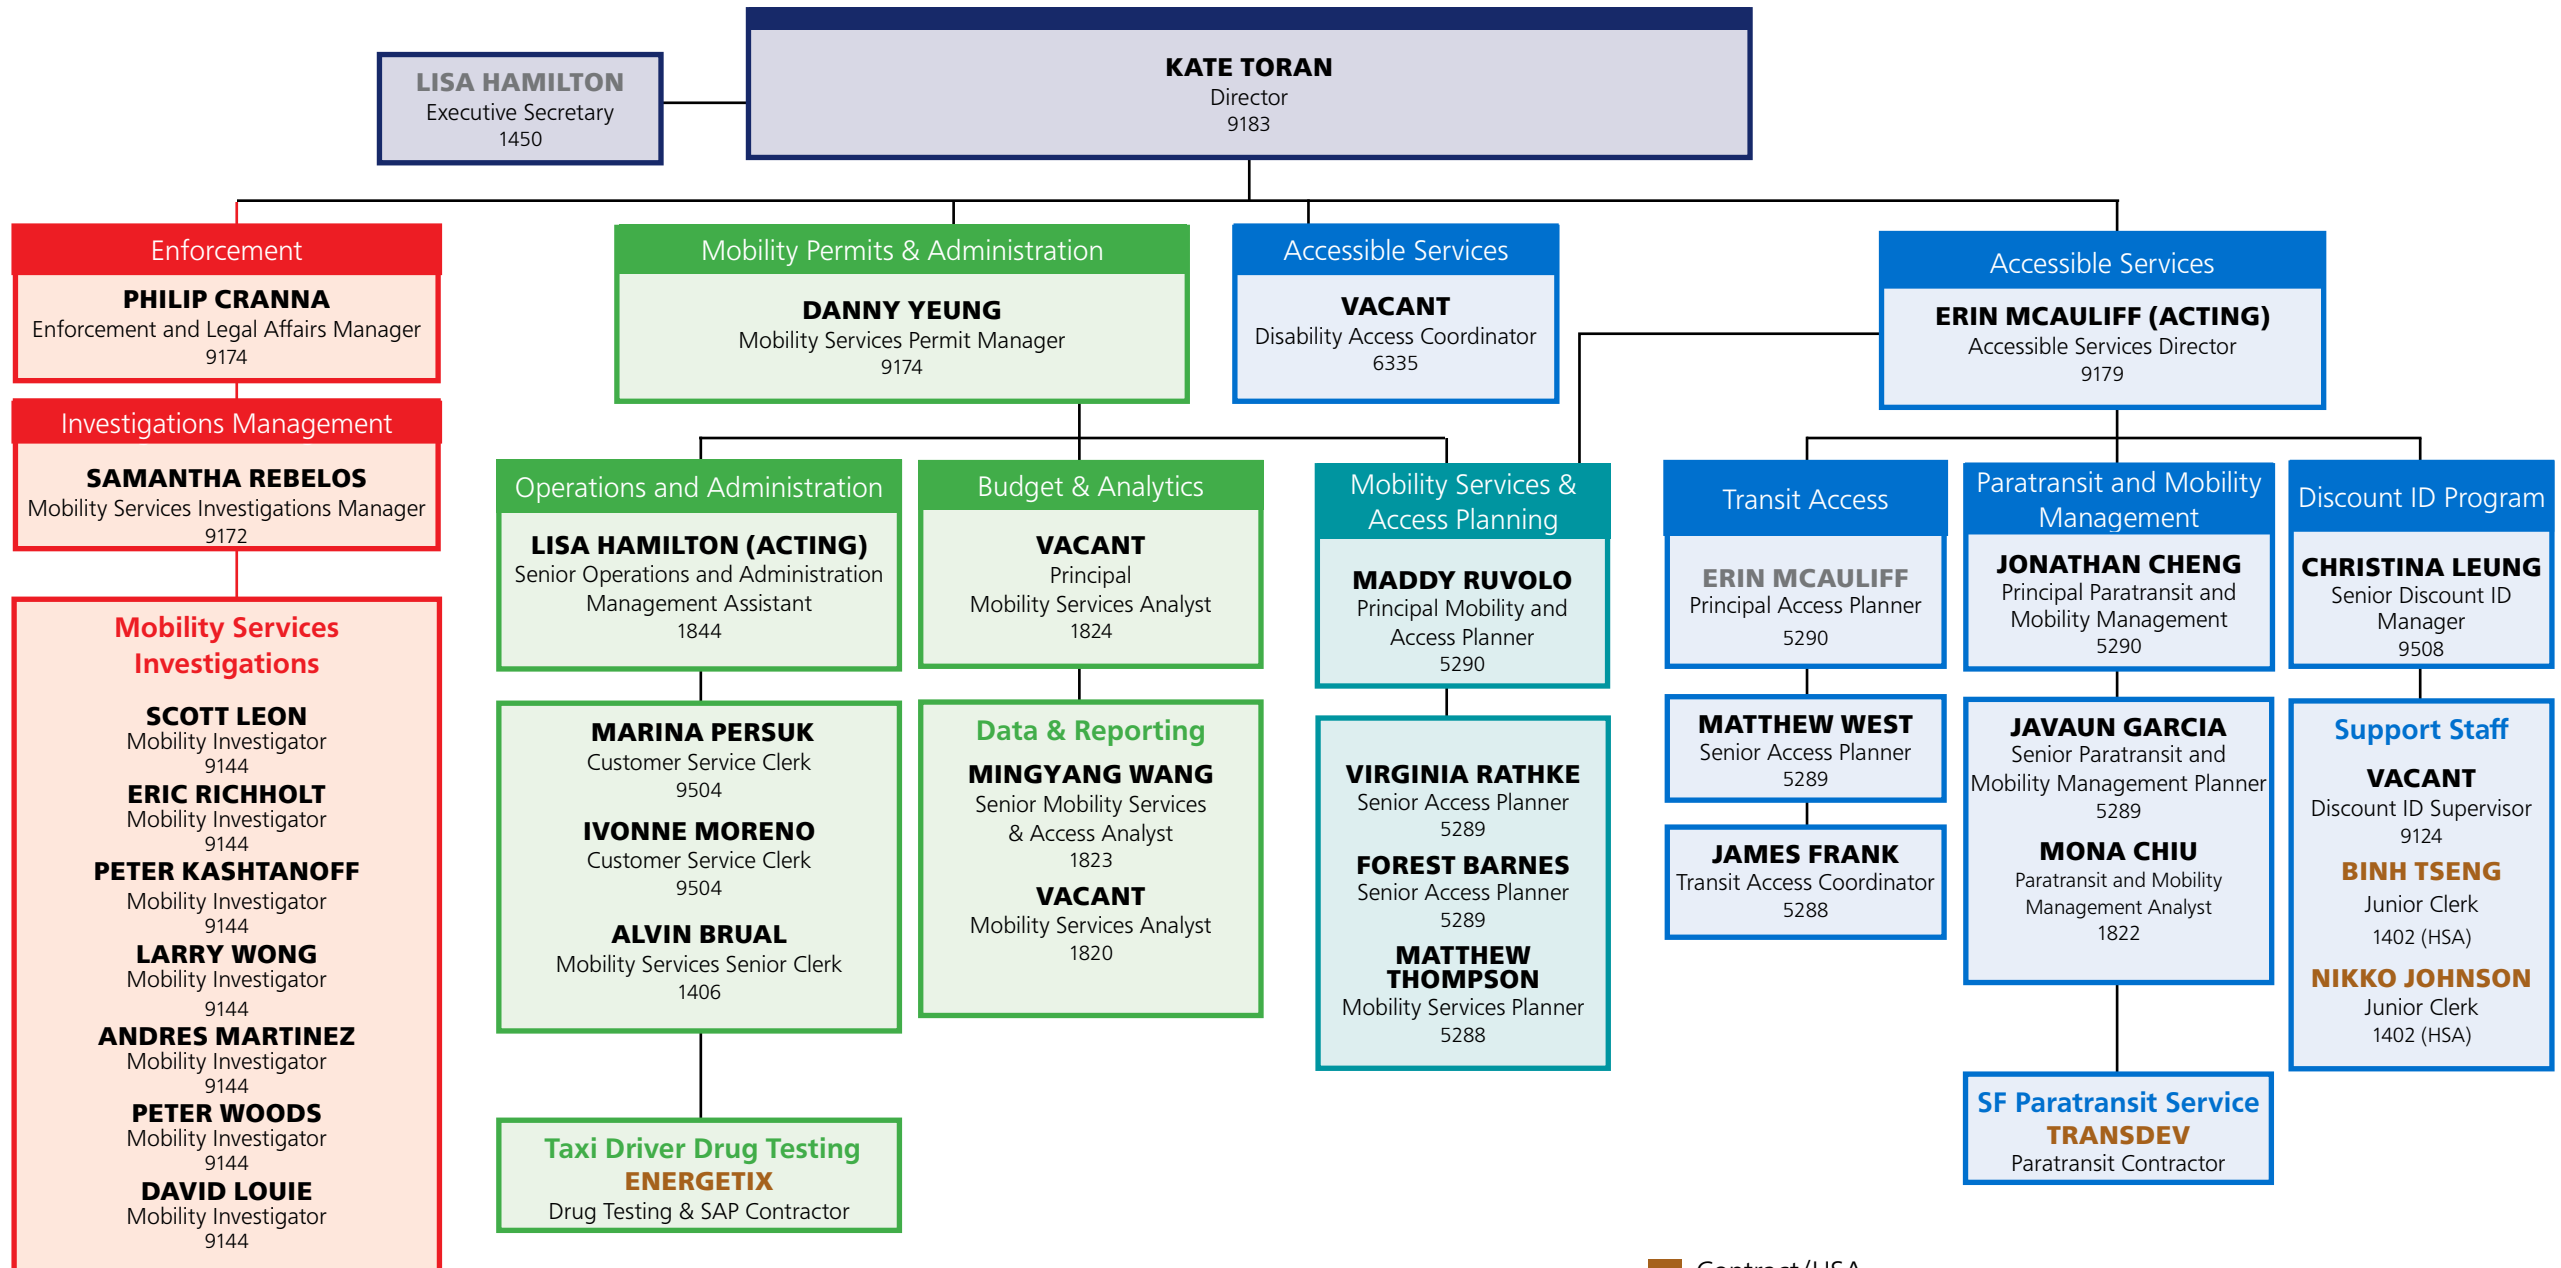 KATE TORAN
Director
9183
LISA HAMILTON
Executive Secretary
1450
Enforcement
PHILIP CRANNA
Enforcement and Legal Affairs Manager
9174
Investigations Management
SAMANTHA REBELOS
Mobility Services Investigations Manager
9172
Mobility Services
Investigations
SCOTT LEON
Mobility Investigator
9144
ERIC RICHHOLT
Mobility Investigator
9144
PETER KASHTANOFF
Mobility Investigator
9144
LARRY WONG
Mobility Investigator
9144
ANDRES MARTINEZ
Mobility Investigator
9144
PETER WOODS
Mobility Investigator
9144
DAVID LOUIE
Mobility Investigator
9144
Mobility Permits & Administration
DANNY YEUNG
Mobility Services Permit Manager
9174
Operations and Administration
LISA HAMILTON (ACTING)
Senior Operations and Administration
Management Assistant
1844
MARINA PERSUK
Customer Service Clerk
9504
IVONNE MORENO
Customer Service Clerk
9504
ALVIN BRUAL
Mobility Services Senior Clerk
1406
Taxi Driver Drug Testing
ENERGETIX
Drug Testing & SAP Contractor
Budget & Analytics
VACANT
Principal
Mobility Services Analyst
1824
Data & Reporting
MINGYANG WANG
Senior Mobility Services
& Access Analyst
1823
VACANT
Mobility Services Analyst
1820
Accessible Services
VACANT
Disability Access Coordinator
6335
Mobility Services &
Access Planning
MADDY RUVOLO
Principal Mobility and
Access Planner
5290
VIRGINIA RATHKE
Senior Access Planner
5289
FOREST BARNES
Senior Access Planner
5289
MATTHEW
THOMPSON
Mobility Services Planner
5288
Accessible Services
ERIN MCAULIFF (ACTING)
Accessible Services Director
9179
Transit Access
ERIN MCAULIFF
Principal Access Planner
5290
MATTHEW WEST
Senior Access Planner
5289
JAMES FRANK
Transit Access Coordinator
5288
Paratransit and Mobility
Management
JONATHAN CHENG
Principal Paratransit and
Mobility Management
5290
JAVAUN GARCIA
Senior Paratransit and
Mobility Management Planner
5289
MONA CHIU
Paratransit and Mobility
Management Analyst
1822
SF Paratransit Service
TRANSDEV
Paratransit Contractor
Discount ID Program
CHRISTINA LEUNG
Senior Discount ID
Manager
9508
Support Staff
VACANT
Discount ID Supervisor
9124
BINH TSENG
Junior Clerk
1402 (HSA)
NIKKO JOHNSON
Junior Clerk
1402 (HSA)
Contract/HSA